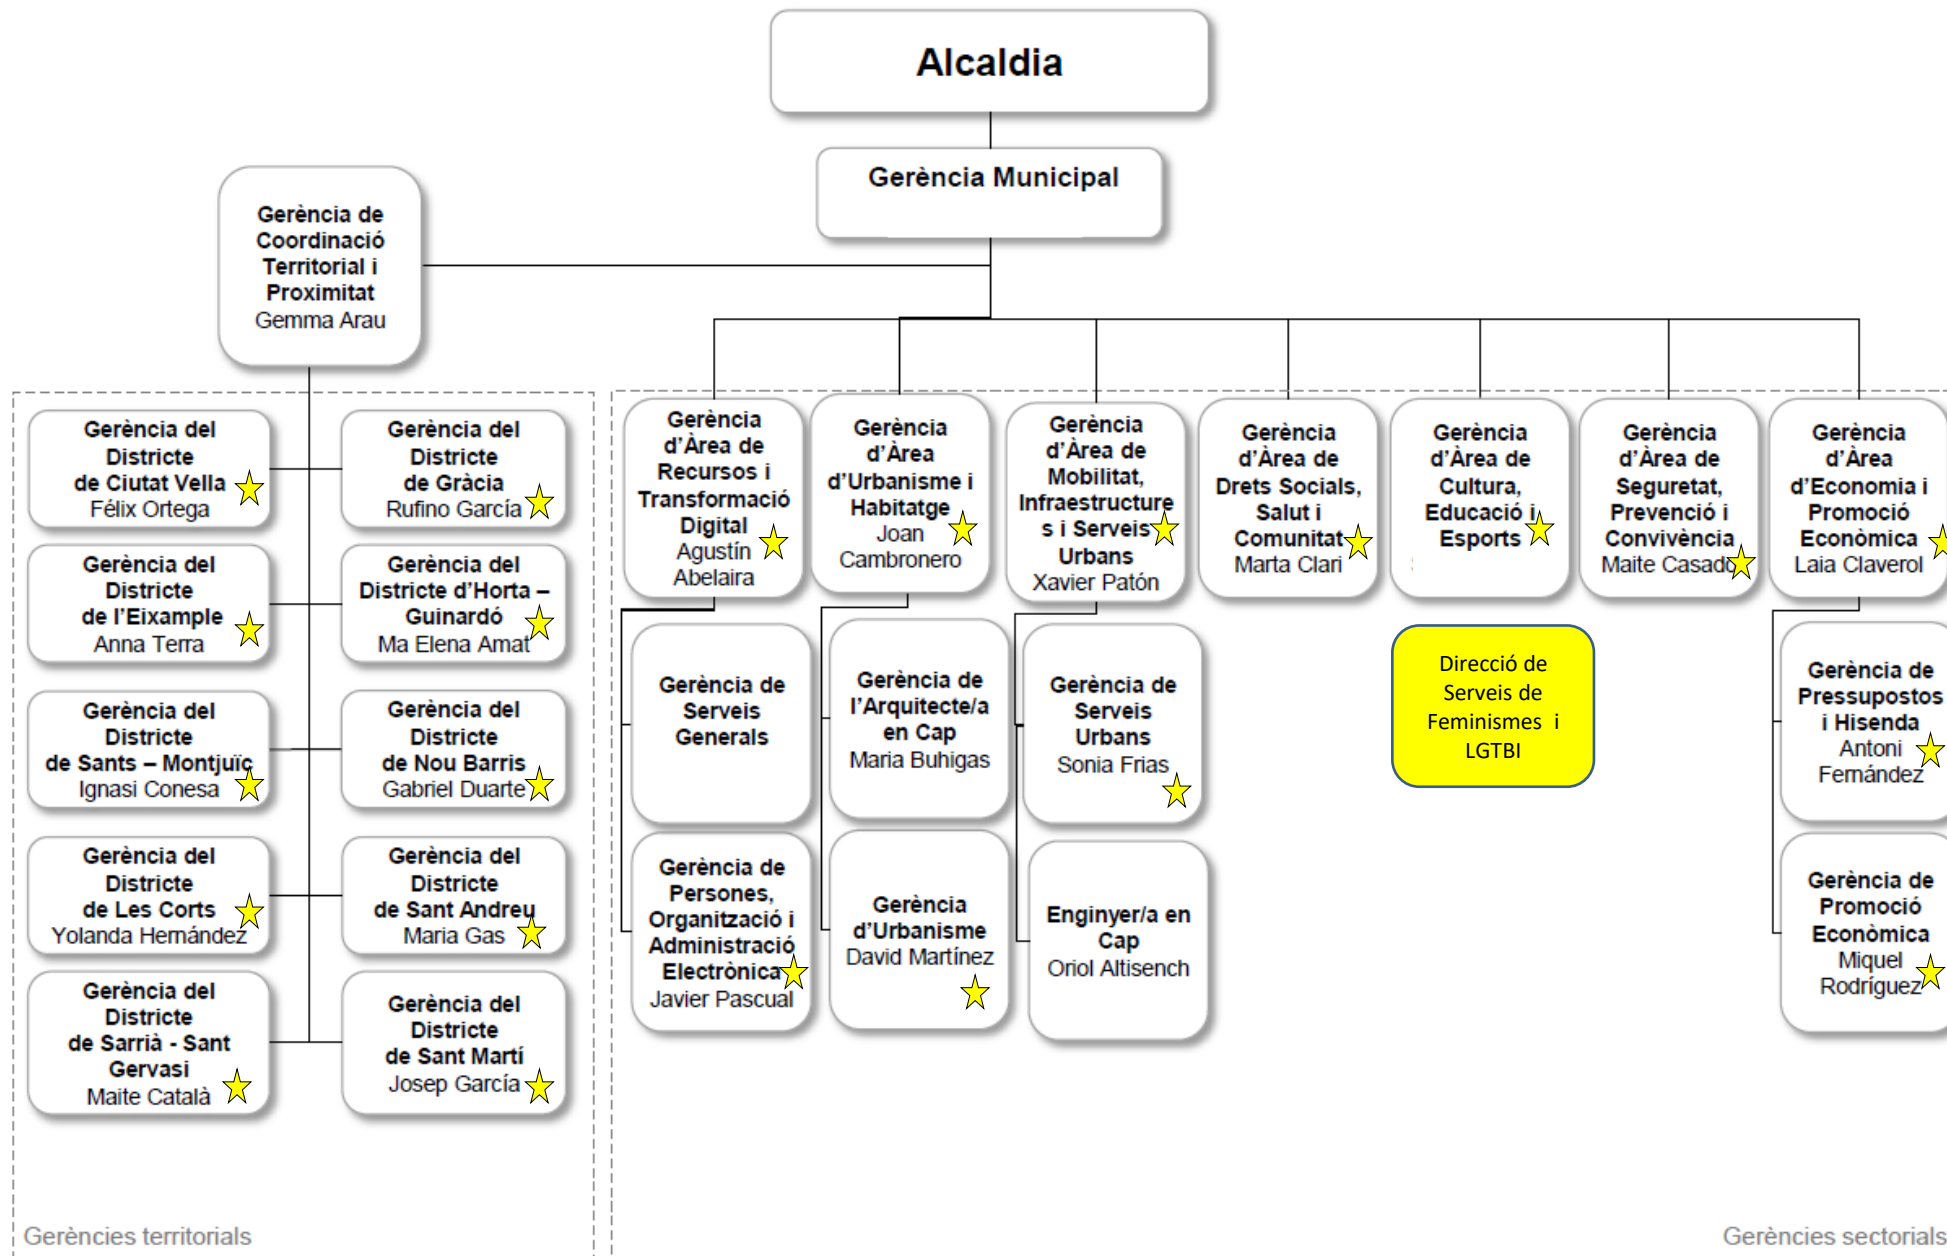 Alcaldia
Gerència Municipal
Gerència de
Coordinació
Territorial i
Proximitat
Gemma Arau
Gerència del
Districte
de Ciutat Vella
Félix Ortega
Gerència del
Districte
de Gràcia
Rufino García
Gerència del
Districte
de l'Eixample
Anna Terra
Gerència del
Districte d'Horta –
Guinardó
Ma Elena Amat
Gerència del
Districte
de Sants – Montjuïc
Ignasi Conesa
Gerència del
Districte
de Nou Barris
Gabriel Duarte
Gerència del
Districte
de Les Corts
Yolanda Hernández
Gerència del
Districte
de Sant Andreu
Maria Gas
Gerència del
Districte
de Sarrià - Sant
Gervasi
Maite Català
Gerència del
Districte
de Sant Martí
Josep García
Gerències territorials
Gerència
d'Àrea de
Recursos i
Transformació
Digital
Agustín
Abelaira
Gerència
d'Àrea
d'Urbanisme i
Habitatge
Joan
Cambronero
Gerència
d'Àrea de
Mobilitat,
Infraestructure
s i Serveis
Urbans
Xavier Patón
Gerència
d'Àrea de
Drets Socials,
Salut i
Comunitat
Marta Clari
Gerència
d'Àrea de
Cultura,
Educació i
Esports
Gerència
d'Àrea de
Seguretat,
Prevenció i
Convivència
Maite Casado
Gerència
d'Àrea
d'Economia i
Promoció
Econòmica
Laia Claverol
Gerència de
Serveis
Generals
Gerència de
l'Arquitecte/a
en Cap
Maria Buhigas
Gerència de
Serveis
Urbans
Sonia Frias
Direcció de
Serveis de
Feminismes i
LGTBI
Gerència de
Pressupostos
i Hisenda
Antoni
Fernández
Gerència de
Persones,
Organització i
Administració
Electrònica
Javier Pascual
Gerència
d'Urbanisme
David Martínez
Enginyer/a en
Cap
Oriol Altisench
Gerència de
Promoció
Econòmica
Miquel
Rodríguez
Gerències sectorials